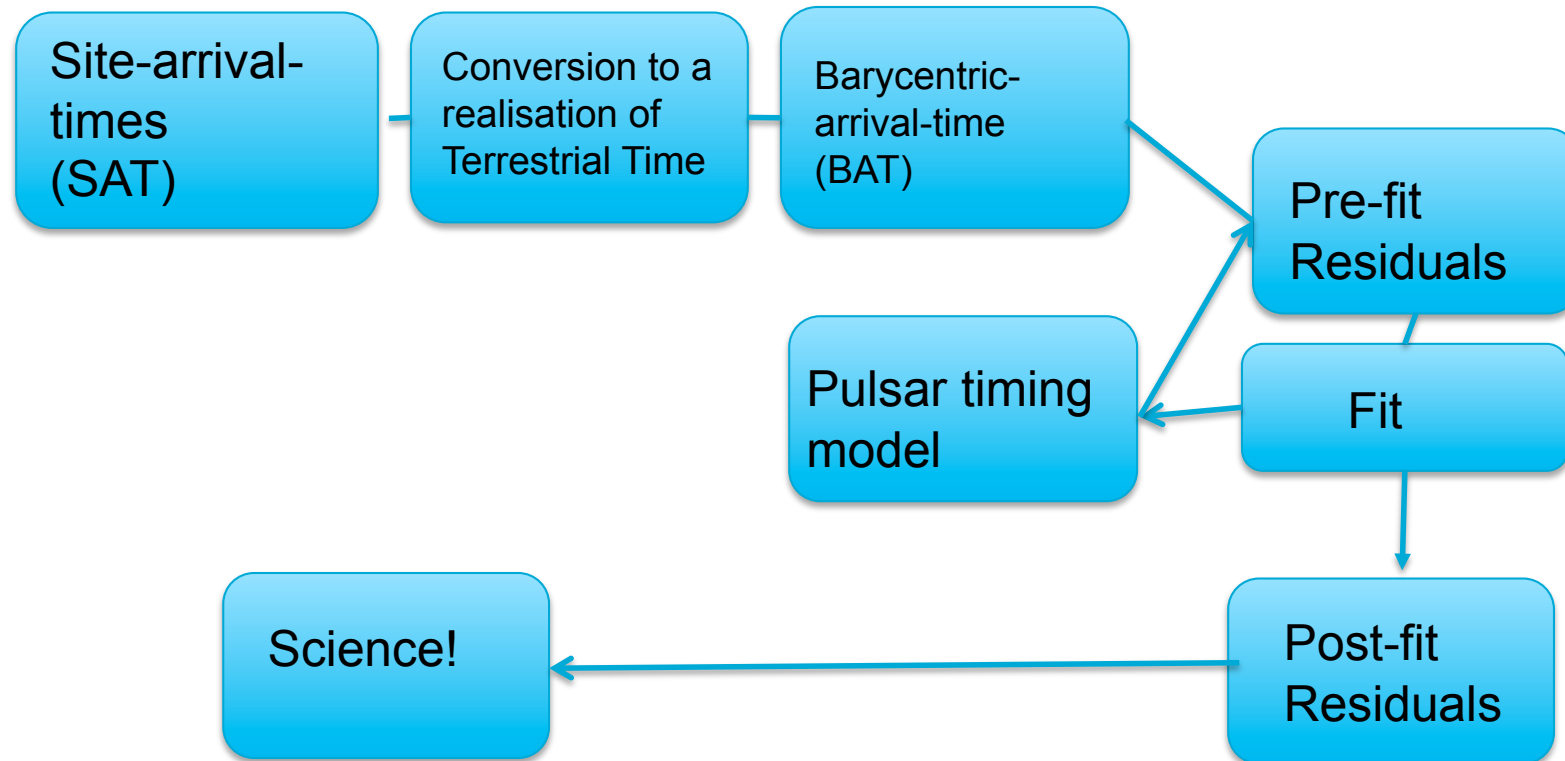 Site-arrival-
times
(SAT)
Conversion to a
realisation of
Terrestrial Time
Barycentric-
arrival-time
(BAT)
Pre-fit
Residuals
Pulsar timing
model
Fit
Science!
Post-fit
Residuals